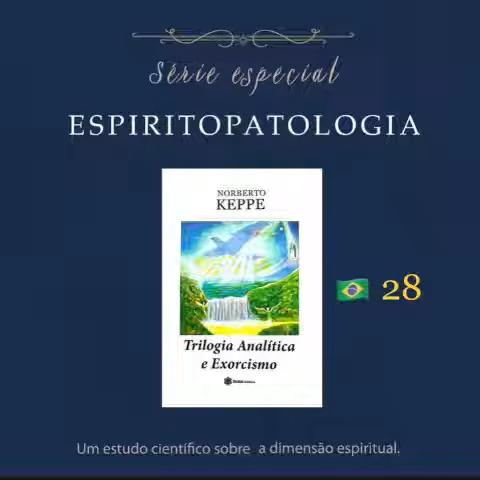 Série especial
ESPIRITOPATOLOGIA
NORBERTO
KEPPE
28
Trilogia Analítica
e Exorcismo
Um estudo científico sobre a dimensão espiritual.